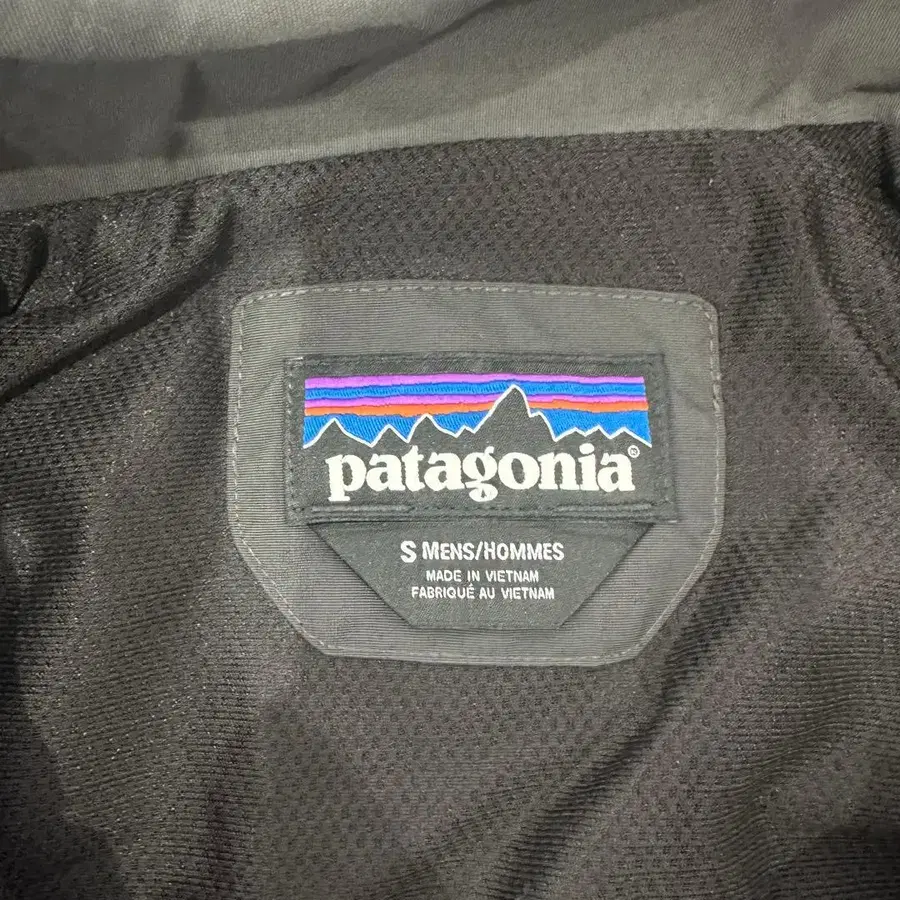 patagonia®
S MENS/HOMMES
MADE IN VIETNAM
FABRIQUÉ AU VIETNAM